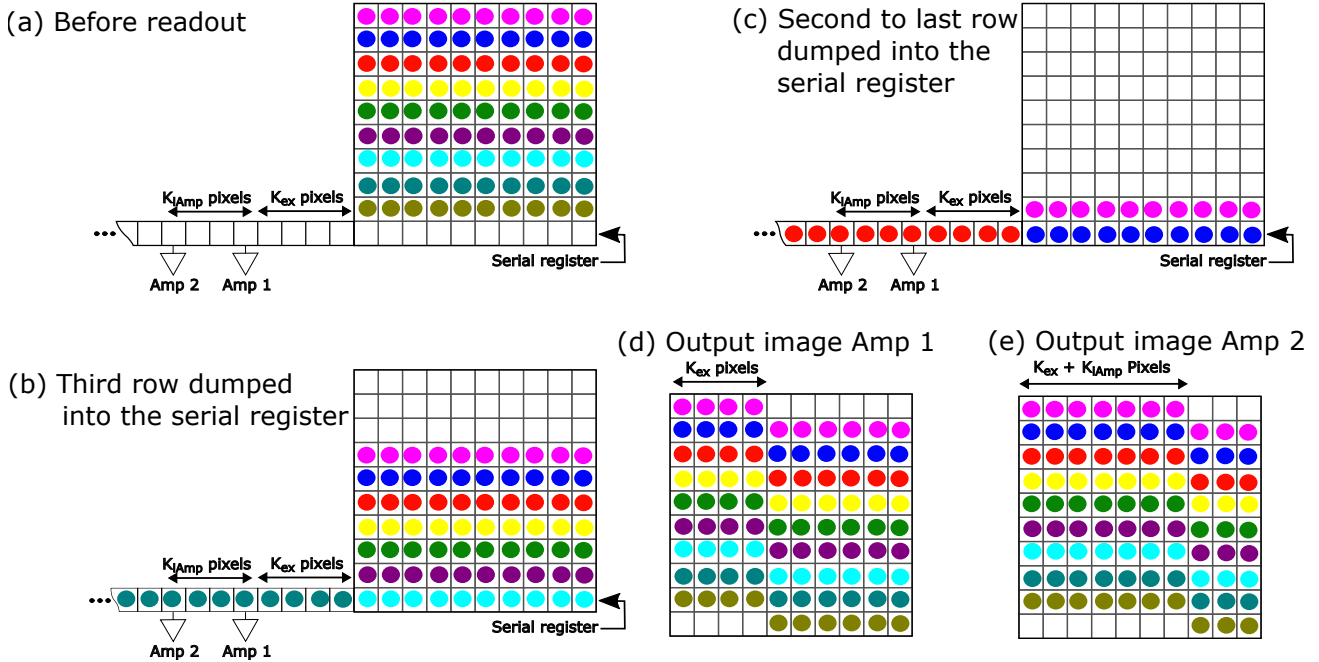 (a) Before readout
K_IAmp pixels
K_ex pixels
Amp 2
Amp 1
Serial register
(c) Second to last row
dumped into the
serial register
K_IAmp pixels
K_ex pixels
Amp 2
Amp 1
Serial register
(b) Third row dumped
into the serial register
K_IAmp pixels
K_ex pixels
Amp 2
Amp 1
Serial register
(d) Output image Amp 1
K_ex pixels
(e) Output image Amp 2
K_ex + K_IAmp Pixels